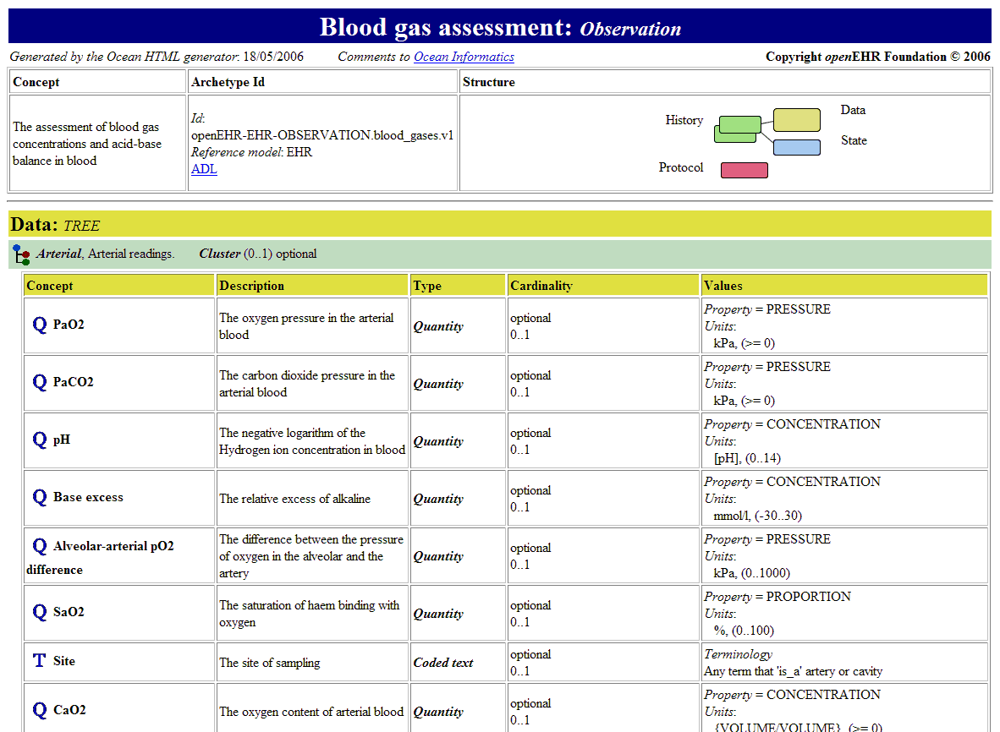 Blood gas assessment: Observation
Generated by the Ocean HTML generator: 18/05/2006 Comments to Ocean Informatics Copyright openEHR Foundation © 2006
Concept Archetype Id Structure
The assessment of blood gas
concentrations and acid-base
balance in blood
Id:
openEHR-EHR-OBSERVATION.blood_gases.v1
Reference model: EHR
ADL
History
Data
State
Protocol
Data: TREE
Arterial, Arterial readings. Cluster (0..1) optional
Concept Description Type Cardinality Values
Q PaO2
The oxygen pressure in the arterial
blood
Quantity
optional
0..1
Property = PRESSURE
Units:
kPa, (>= 0)
Q PaCO2
The carbon dioxide pressure in the
arterial blood
Quantity
optional
0..1
Property = PRESSURE
Units:
kPa, (>= 0)
Q pH
The negative logarithm of the
Hydrogen ion concentration in blood
Quantity
optional
0..1
Property = CONCENTRATION
Units:
[pH], (0..14)
Q Base excess
The relative excess of alkaline
Quantity
optional
0..1
Property = CONCENTRATION
Units:
mmol/l, (-30..30)
Q Alveolar-arterial pO2
difference
The difference between the pressure
of oxygen in the alveolar and the
artery
Quantity
optional
0..1
Property = PRESSURE
Units:
kPa, (0..1000)
Q SaO2
The saturation of haem binding with
oxygen
Quantity
optional
0..1
Property = PROPORTION
Units:
%, (0..100)
T Site
The site of sampling
Coded text
optional
0..1
Terminology
Any term that 'is_a' artery or cavity
Q CaO2
The oxygen content of arterial blood
Quantity
optional
0..1
Property = CONCENTRATION
Units:
{VOLUME/VOLUME}, (>= 0)